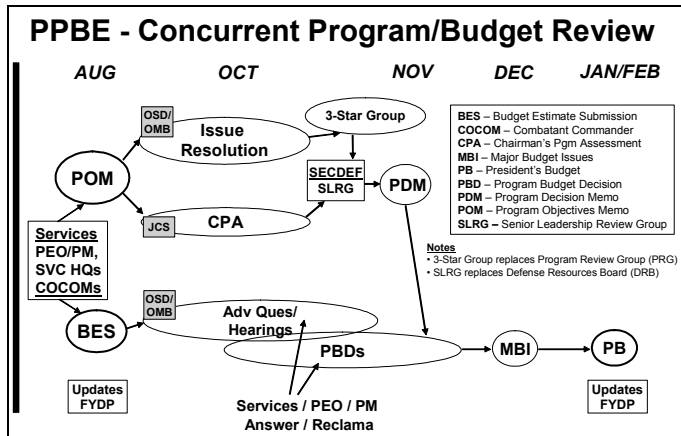 PPBE - Concurrent Program/Budget Review
AUG
OCT
NOV
DEC
JAN/FEB
OSD/
OMB
Issue
Resolution
3-Star Group
POM
SECDEF
SLRG
PDM
JCS
CPA
Services
PEO/PM,
SVC HQs
COCOMs
BES
OSD/
OMB
Adv Ques/
Hearings
PBDs
MBI
PB
Updates
FYDP
Services / PEO / PM
Answer / Reclama
Updates
FYDP
BES – Budget Estimate Submission
COCOM – Combatant Commander
CPA – Chairman's Pgm Assessment
MBI – Major Budget Issues
PB – President's Budget
PBD – Program Budget Decision
PDM – Program Decision Memo
POM – Program Objectives Memo
SLRG – Senior Leadership Review Group
Notes
• 3-Star Group replaces Program Review Group (PRG)
• SLRG replaces Defense Resources Board (DRB)